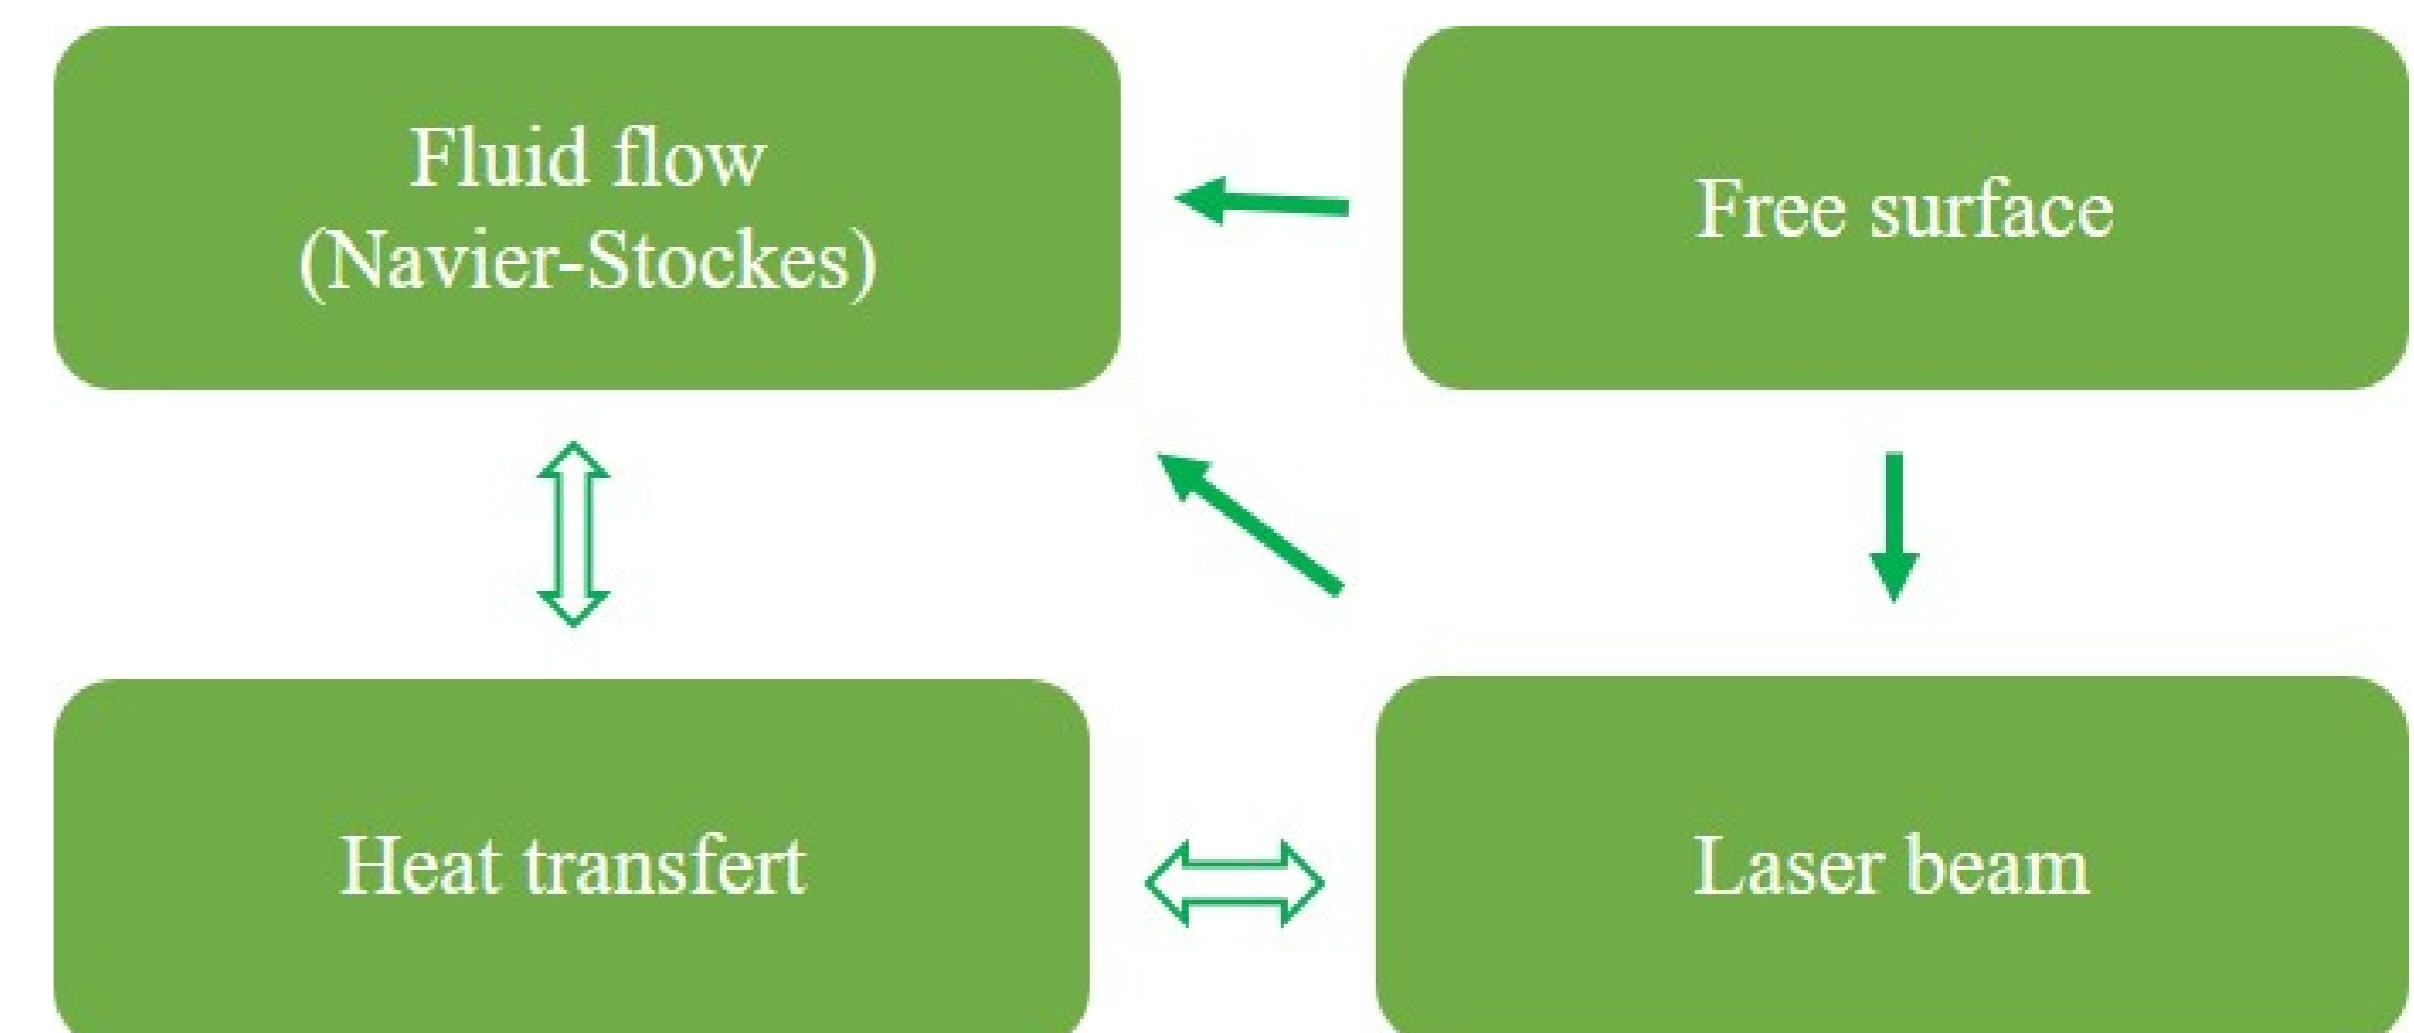 Fluid flow
(Navier-Stockes)
Free surface
Heat transfert
Laser beam